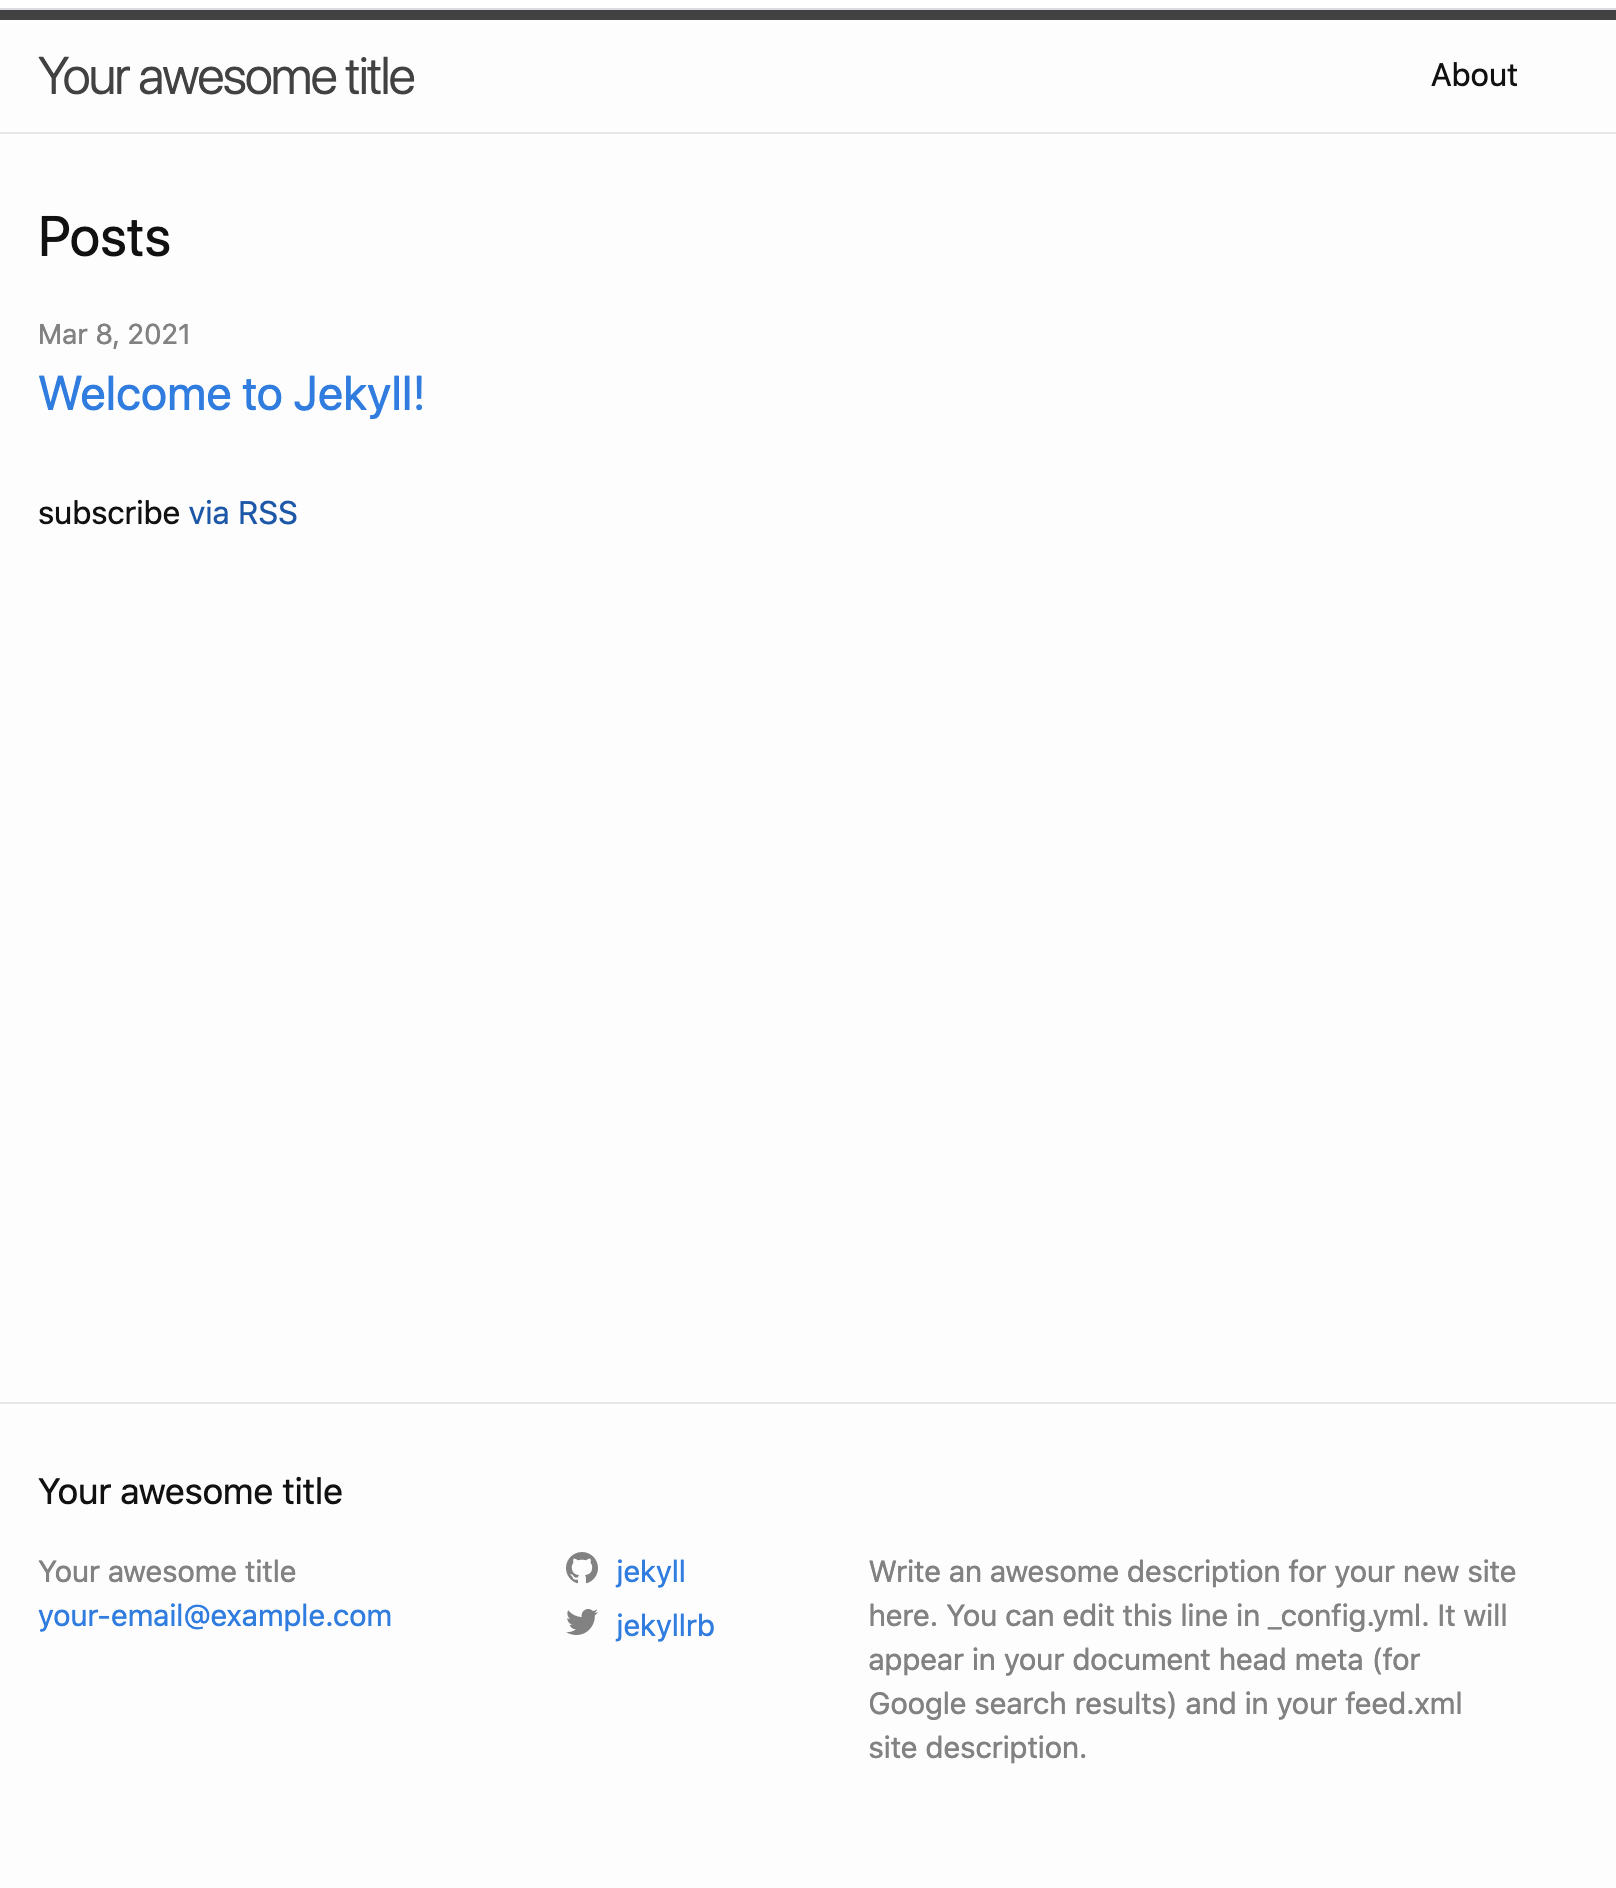 Your awesome title
About
Posts
Mar 8, 2021
Welcome to Jekyll!
subscribe via RSS
Your awesome title
Your awesome title
your-email@example.com
jekyll
jekyllrb
Write an awesome description for your new site
here. You can edit this line in _config.yml. It will
appear in your document head meta (for
Google search results) and in your feed.xml
site description.